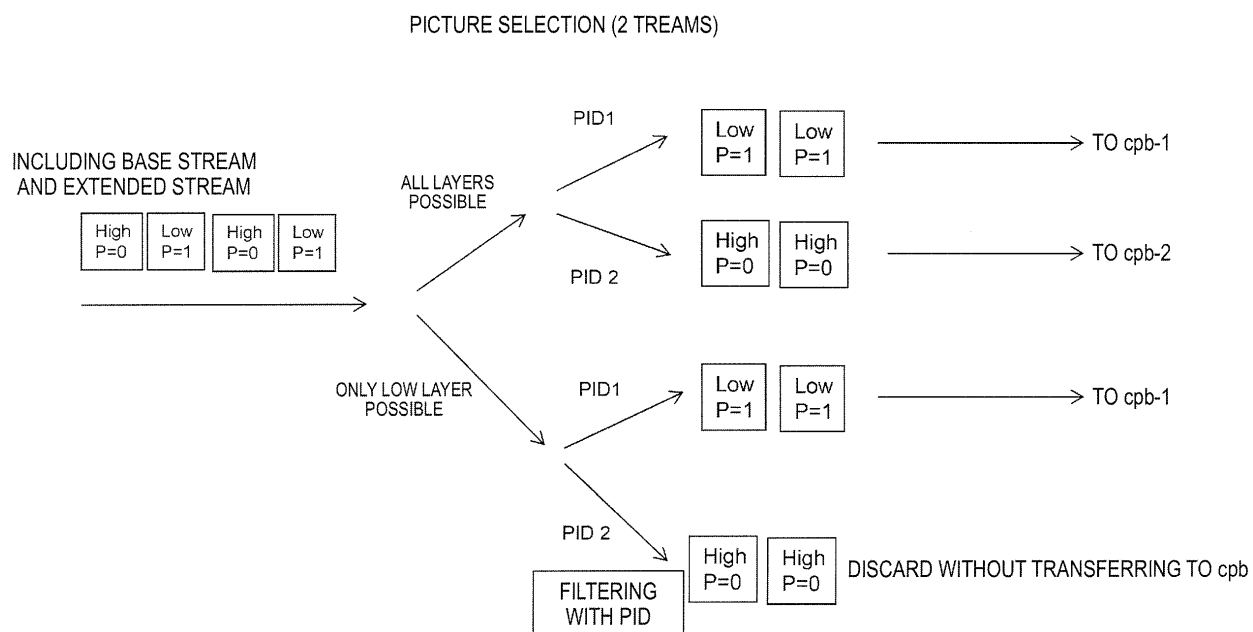 PICTURE SELECTION (2 TREAMS)
INCLUDING BASE STREAM
AND EXTENDED STREAM
High
P=0
Low
P=1
High
P=0
Low
P=1
ALL LAYERS
POSSIBLE
PID1
Low
P=1
Low
P=1
TO cpb-1
PID 2
High
P=0
High
P=0
TO cpb-2
ONLY LOW LAYER
POSSIBLE
PID1
Low
P=1
Low
P=1
TO cpb-1
PID 2
FILTERING
WITH PID
High
P=0
High
P=0
DISCARD WITHOUT TRANSFERRING TO cpb